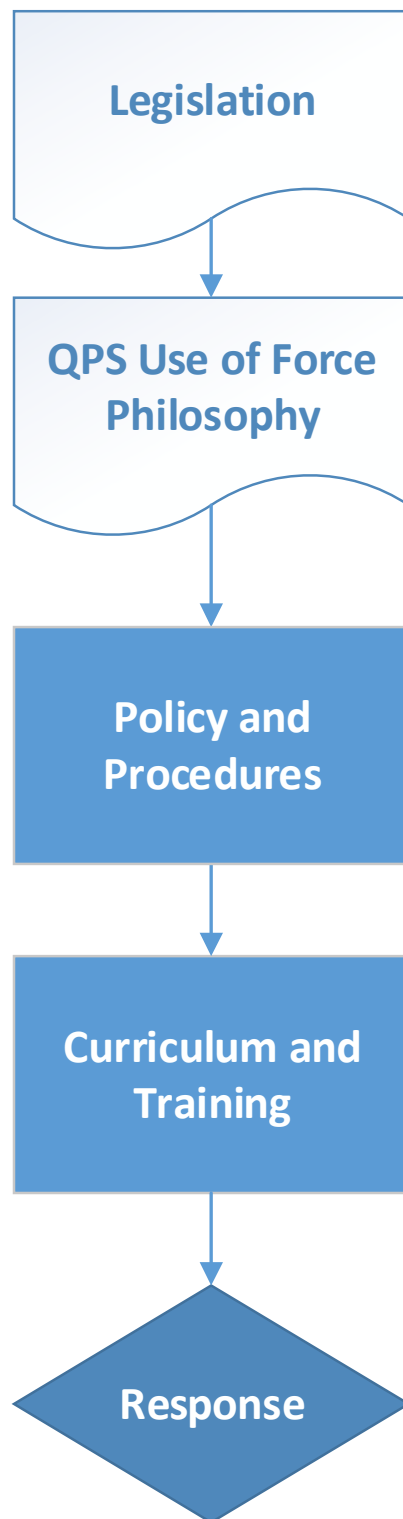 Legislation
QPS Use of Force
Philosophy
Policy and
Procedures
Curriculum and
Training
Response